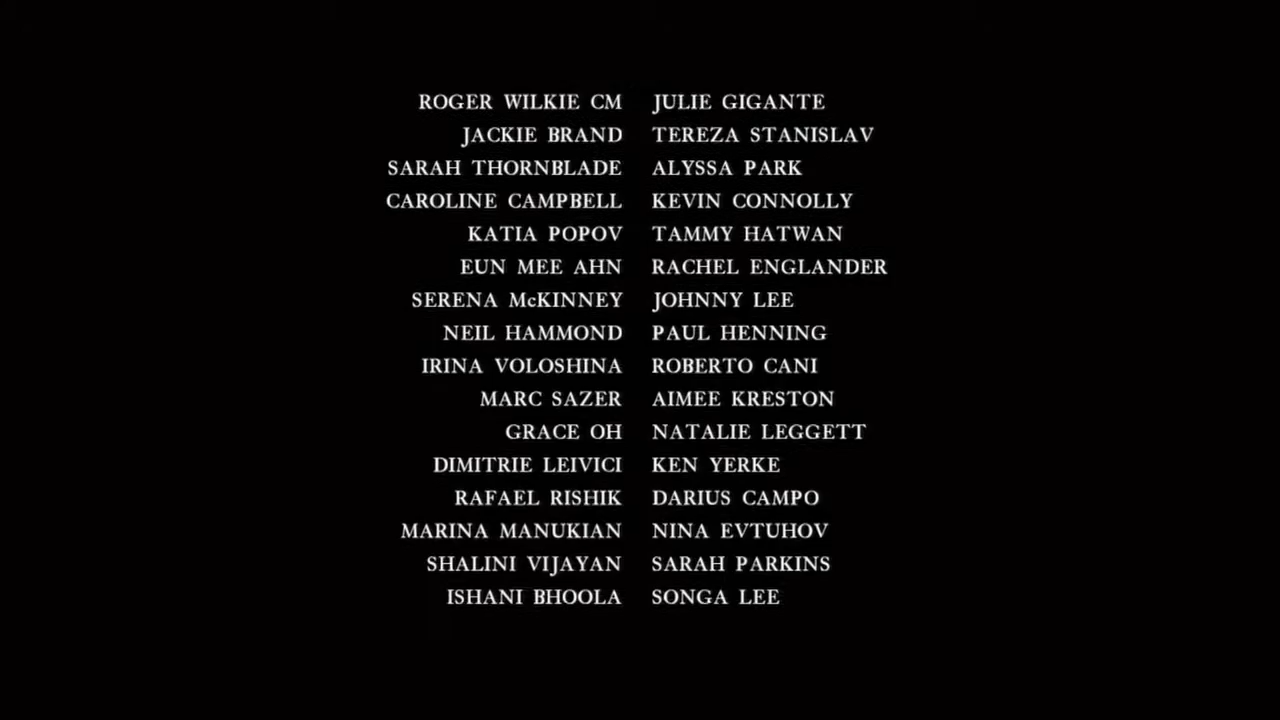 ROGER WILKIE CM JULIE GIGANTE
JACKIE BRAND TEREZA STANISLAV
SARAH THORNBLADE ALYSSA PARK
CAROLINE CAMPBELL KEVIN CONNOLLY
KATIA POPOV TAMMY HATWAN
EUN MEE AHN RACHEL ENGLANDER
SERENA McKINNEY JOHNNY LEE
NEIL HAMMOND PAUL HENNING
IRINA VOLOSHINA ROBERTO CANI
MARC SAZER AIMEE KRESTON
GRACE OH NATALIE LEGGETT
DIMITRIE LEIVICI KEN YERKE
RAFAEL RISHIK DARIUS CAMPO
MARINA MANUKIAN NINA EVTUHOV
SHALINI VIJAYAN SARAH PARKINS
ISHANI BHOOLA SONGA LEE